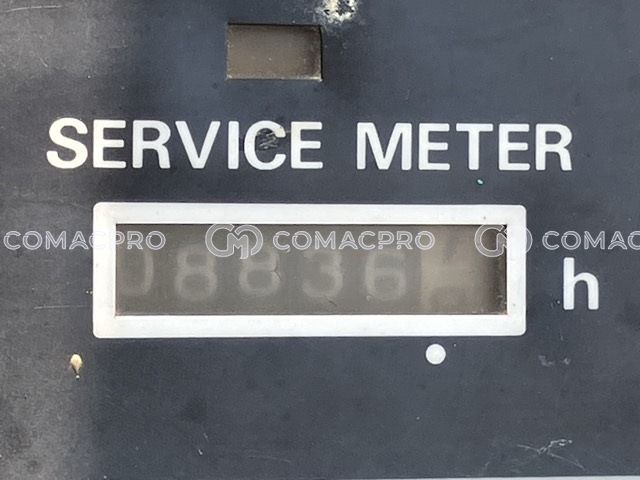 SERVICE METER
COMACPRO COMACPRO COMACPRO
08836 h